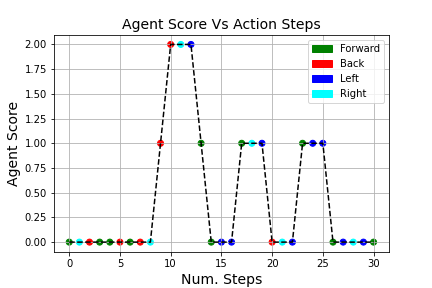 Agent Score Vs Action Steps
Agent Score
2.00
1.75
1.50
1.25
1.00
0.75
0.50
0.25
0.00
Forward
Back
Left
Right
0 5 10 15 20 25 30
Num. Steps